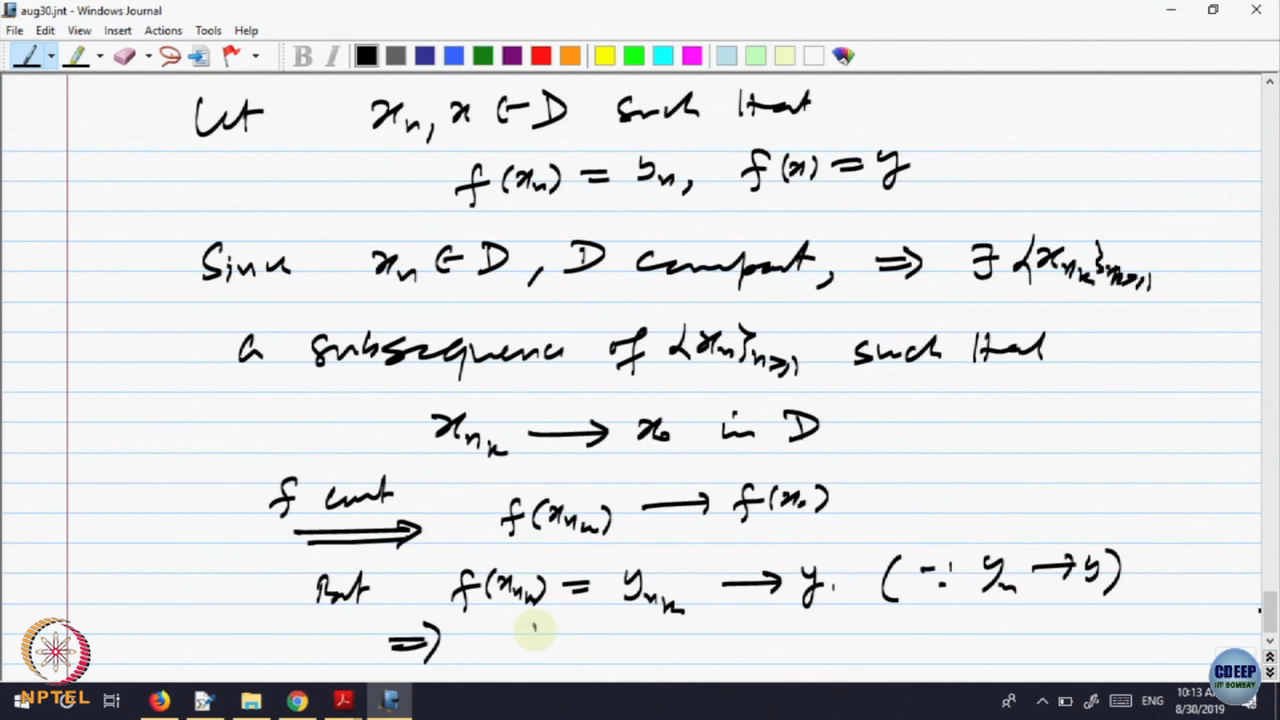 aug30.jnt - Windows Journal
File Edit View Insert Actions Tools Help
B I
Let xₙ, x ∈ D such that
f(xₙ) = yₙ, f(x) = y
Since xₙ ∈ D, D compact, ⇒ ∃ {xₙₖ}ₖ≥₁
a subsequence of {xₙ}ₙ≥₁ such that
xₙₖ → x₀ in D
f cont ⇒ f(xₙₖ) → f(x₀)
But f(xₙₖ) = yₙₖ → y. (∵ yₙ → y)
⇒
NPTEL
CDEEP
IIT BOMBAY
ENG
8/30/2019